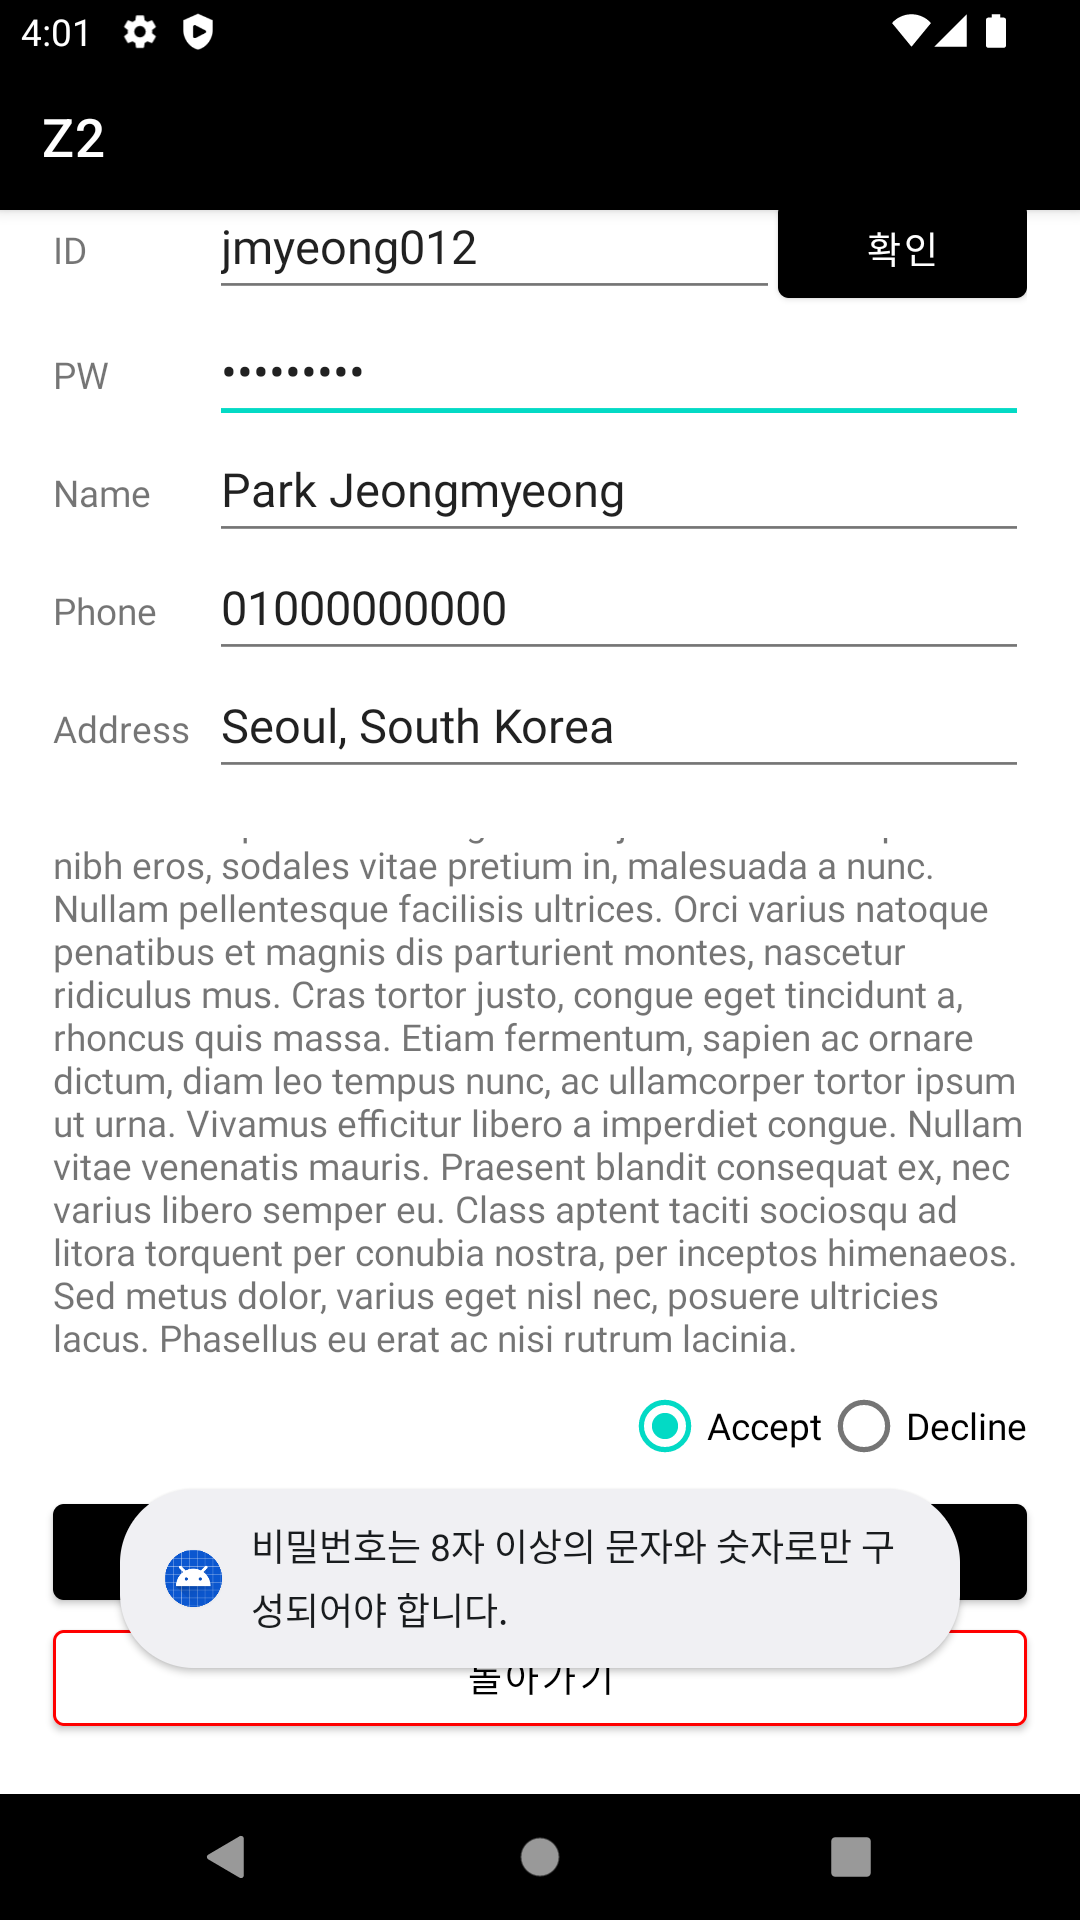 4:01
Z2
ID jmyeong012 확인
PW •••••••••
Name Park Jeongmyeong
Phone 01000000000
Address Seoul, South Korea
nibh eros, sodales vitae pretium in, malesuada a nunc.
Nullam pellentesque facilisis ultrices. Orci varius natoque
penatibus et magnis dis parturient montes, nascetur
ridiculus mus. Cras tortor justo, congue eget tincidunt a,
rhoncus quis massa. Etiam fermentum, sapien ac ornare
dictum, diam leo tempus nunc, ac ullamcorper tortor ipsum
ut urna. Vivamus efficitur libero a imperdiet congue. Nullam
vitae venenatis mauris. Praesent blandit consequat ex, nec
varius libero semper eu. Class aptent taciti sociosqu ad
litora torquent per conubia nostra, per inceptos himenaeos.
Sed metus dolor, varius eget nisl nec, posuere ultricies
lacus. Phasellus eu erat ac nisi rutrum lacinia.
Accept Decline
비밀번호는 8자 이상의 문자와 숫자로만 구
성되어야 합니다.
돌아가기